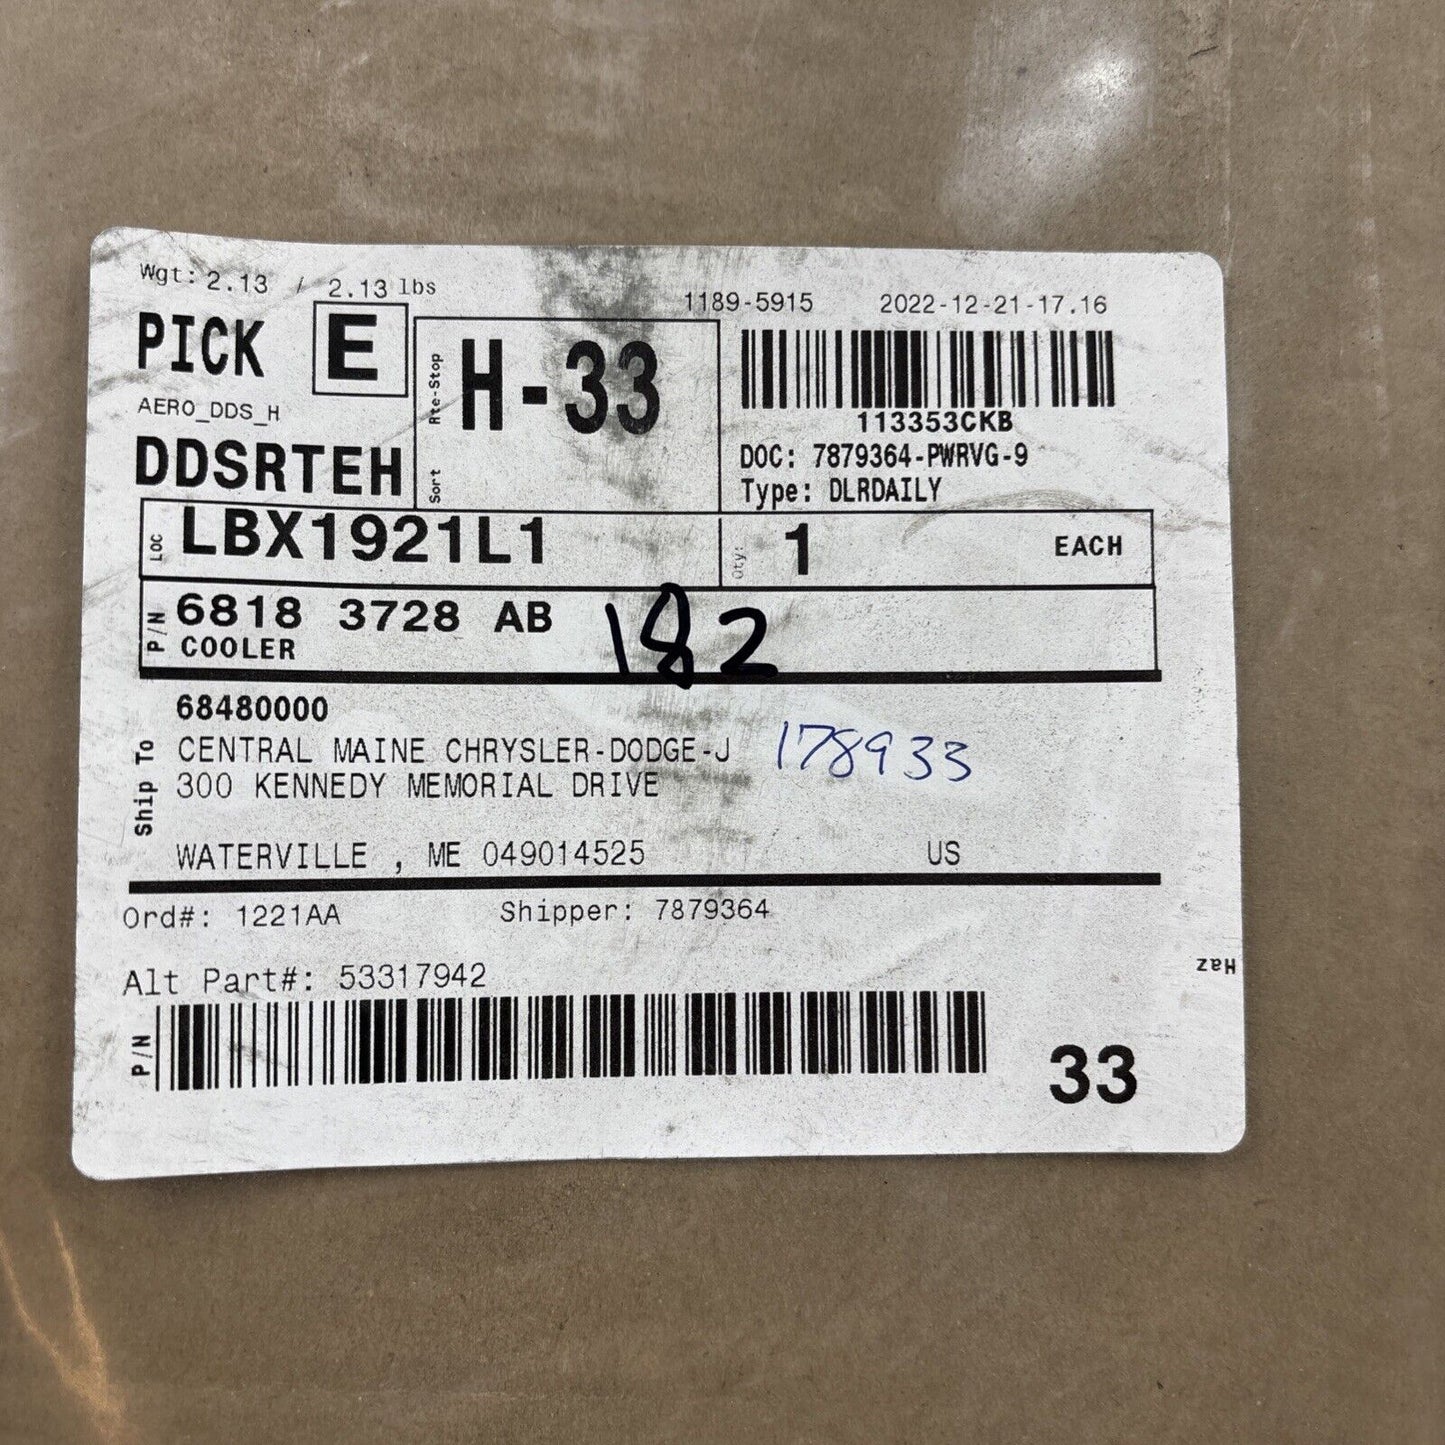 Wgt: 2.13 / 2.13 lbs
1189-5915 2022-12-21-17.16
PICK E
Rte-Stop H-33
113353CKB
AERO_DDS_H
DOC: 7879364-PWRVG-9
DDSRTEH
Sort
Type: DLRDAILY
LOC LBX1921L1
Qty: 1 EACH
P/N 6818 3728 AB
182
COOLER
68480000
Ship To
CENTRAL MAINE CHRYSLER-DODGE-J
178933
300 KENNEDY MEMORIAL DRIVE
WATERVILLE , ME 049014525 US
Ord#: 1221AA Shipper: 7879364
Haz
Alt Part#: 53317942
P/N
33